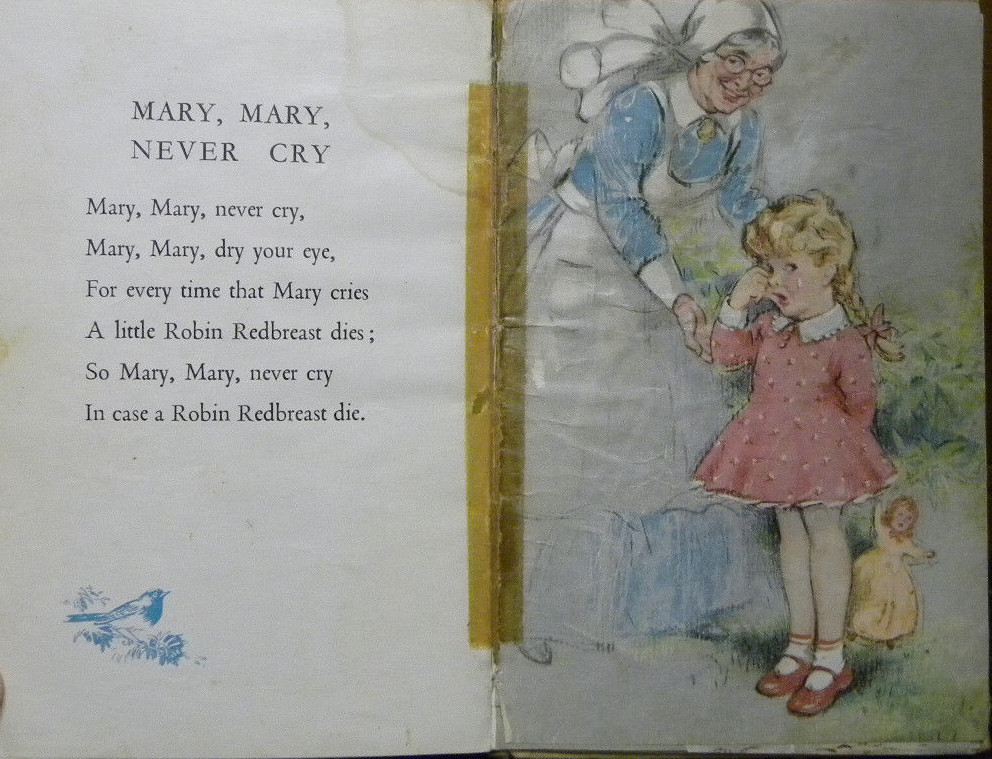 MARY, MARY,
NEVER CRY
Mary, Mary, never cry,
Mary, Mary, dry your eye,
For every time that Mary cries
A little Robin Redbreast dies;
So Mary, Mary, never cry
In case a Robin Redbreast die.